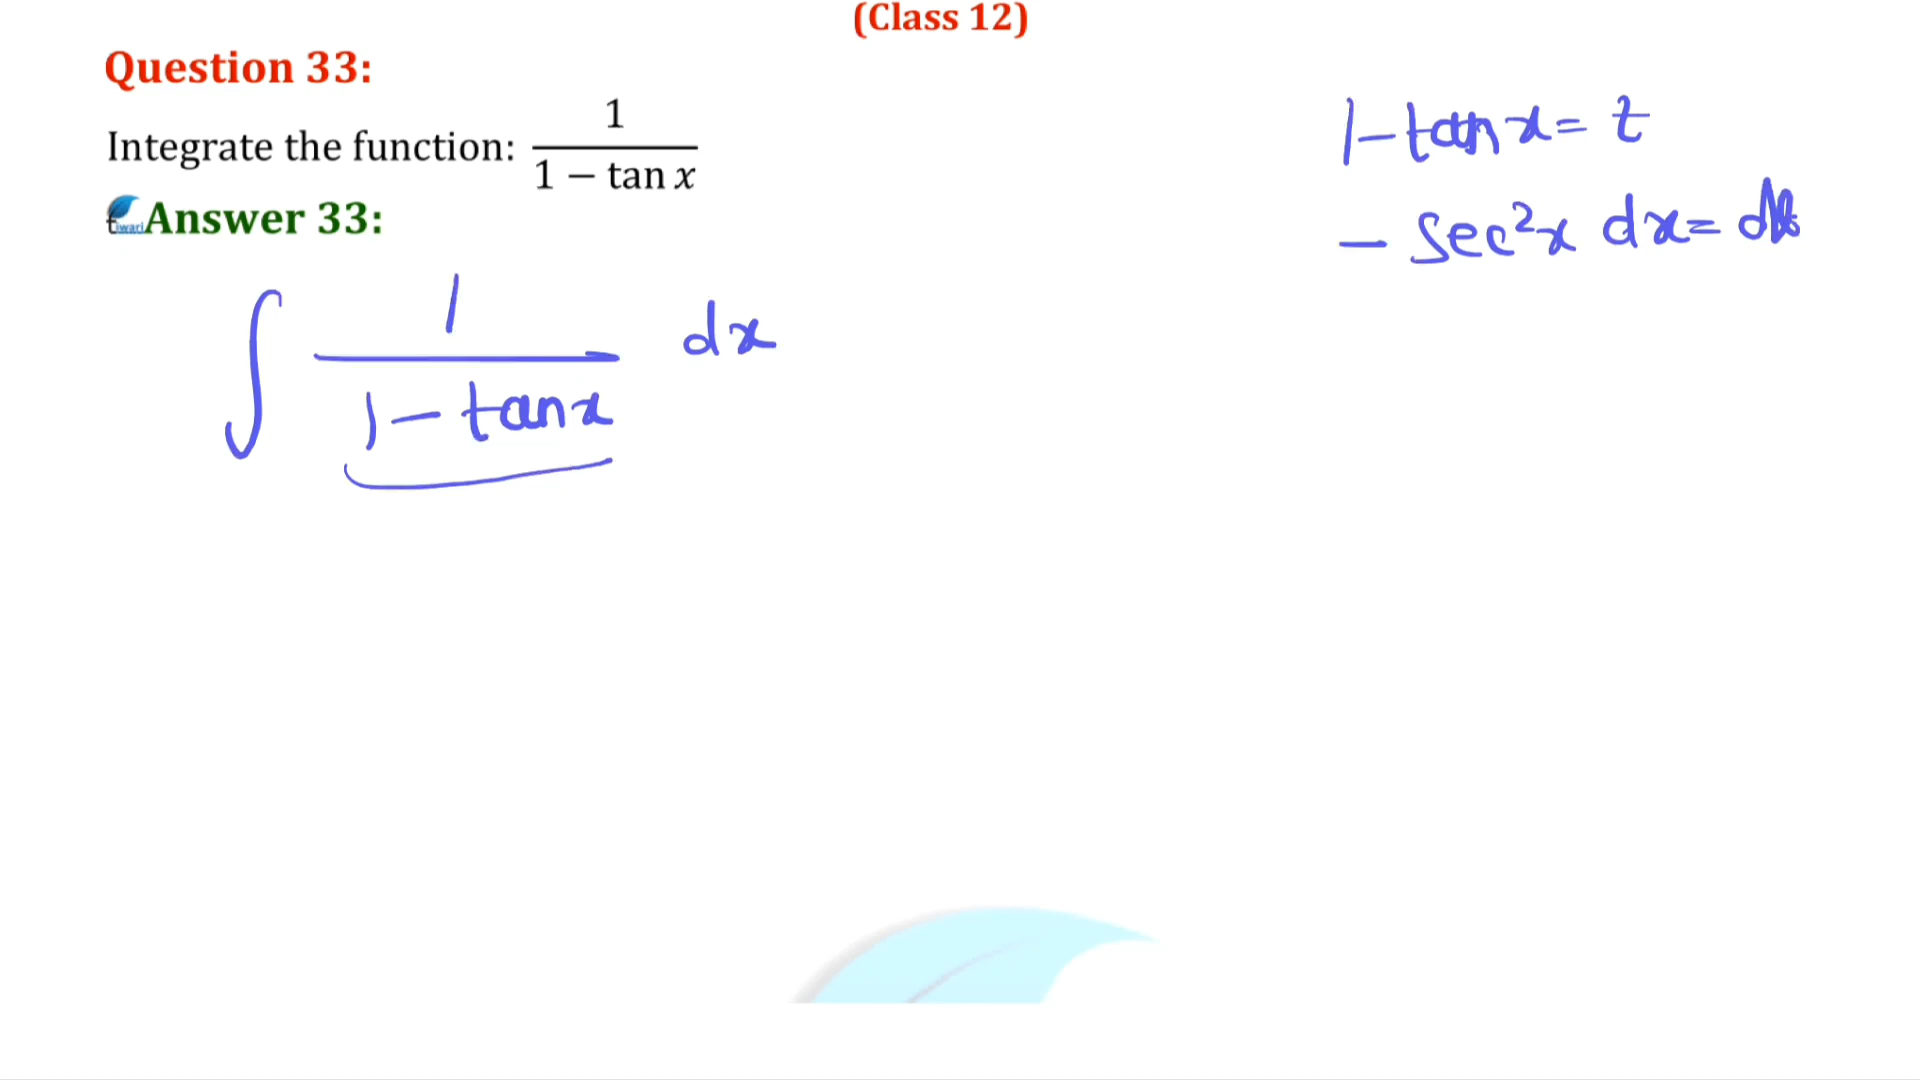 (Class 12)
Question 33:
Integrate the function: 1/(1 − tan x)
tiwari Answer 33:
∫ 1/(1 − tan x) dx
1 − tan x = t
− sec²x dx = dt